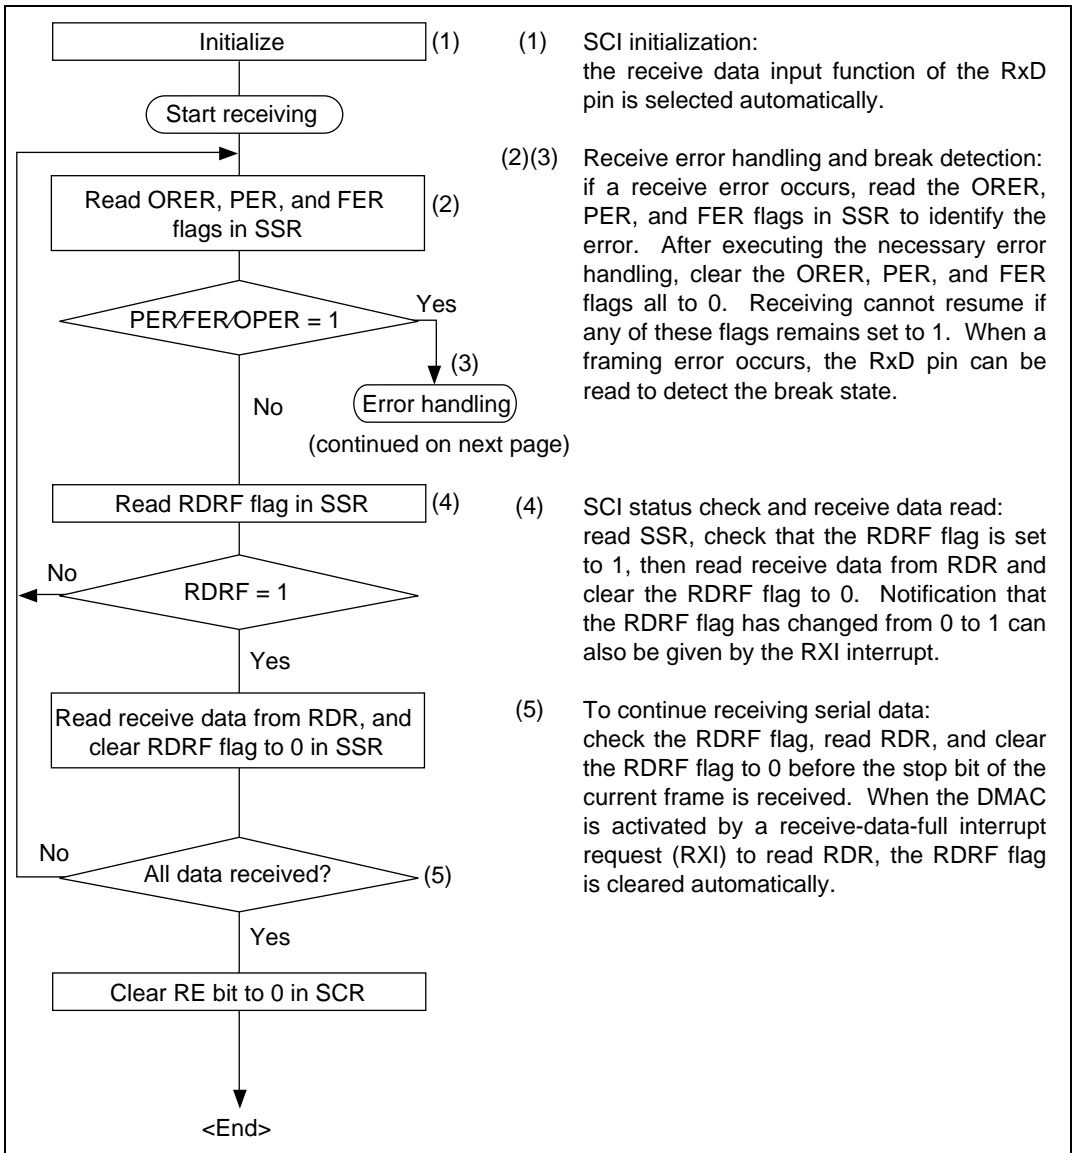 Initialize (1)
Start receiving
Read ORER, PER, and FER
flags in SSR
(2)
PER/FER/OPER = 1
Yes
(3)
Error handling
(continued on next page)
No
Read RDRF flag in SSR (4)
No
RDRF = 1
Yes
Read receive data from RDR, and
clear RDRF flag to 0 in SSR
No
All data received? (5)
Yes
Clear RE bit to 0 in SCR
<End>
(1) SCI initialization:
the receive data input function of the RxD
pin is selected automatically.
(2)(3) Receive error handling and break detection:
if a receive error occurs, read the ORER,
PER, and FER flags in SSR to identify the
error. After executing the necessary error
handling, clear the ORER, PER, and FER
flags all to 0. Receiving cannot resume if
any of these flags remains set to 1. When a
framing error occurs, the RxD pin can be
read to detect the break state.
(4) SCI status check and receive data read:
read SSR, check that the RDRF flag is set
to 1, then read receive data from RDR and
clear the RDRF flag to 0. Notification that
the RDRF flag has changed from 0 to 1 can
also be given by the RXI interrupt.
(5) To continue receiving serial data:
check the RDRF flag, read RDR, and clear
the RDRF flag to 0 before the stop bit of the
current frame is received. When the DMAC
is activated by a receive-data-full interrupt
request (RXI) to read RDR, the RDRF flag
is cleared automatically.